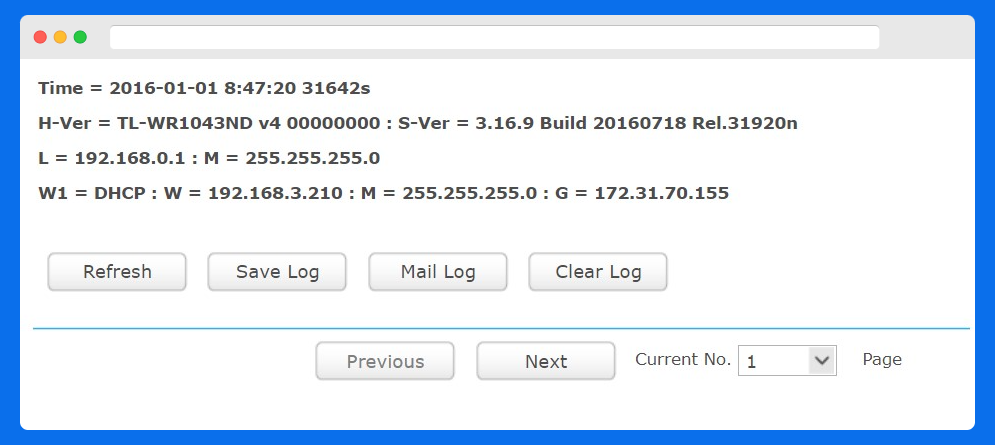 Time = 2016-01-01 8:47:20 31642s
H-Ver = TL-WR1043ND v4 00000000 : S-Ver = 3.16.9 Build 20160718 Rel.31920n
L = 192.168.0.1 : M = 255.255.255.0
W1 = DHCP : W = 192.168.3.210 : M = 255.255.255.0 : G = 172.31.70.155
Refresh Save Log Mail Log Clear Log
Previous Next Current No. 1 Page